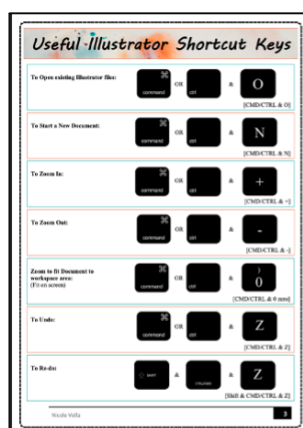 Useful Illustrator Shortcut Keys
To Open existing Illustrator files:
⌘ command OR ctrl & O
[CMD/CTRL & O]
To Start a New Document:
⌘ command OR ctrl & N
[CMD/CTRL & N]
To Zoom In:
⌘ command OR ctrl & +
[CMD/CTRL & +]
To Zoom Out:
⌘ command OR ctrl & -
[CMD/CTRL & -]
Zoom to fit Document to
workspace area:
(Fit on screen)
⌘ command OR ctrl & ) 0
[CMD/CTRL & 0 zero]
To Undo:
⌘ command OR ctrl & Z
[CMD/CTRL & Z]
To Re-do:
SHIFT & & Z
[Shift & CMD/CTRL & Z]
Nicole Vella 3